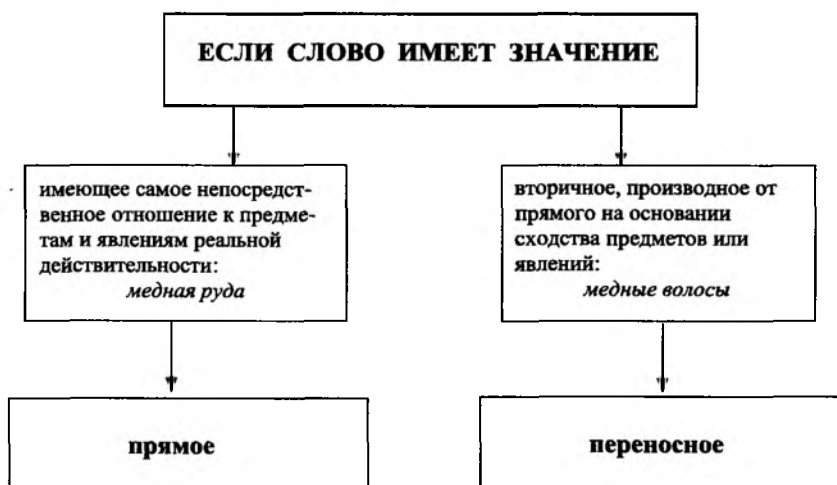 ЕСЛИ СЛОВО ИМЕЕТ ЗНАЧЕНИЕ
имеющее самое непосредст-
венное отношение к предме-
там и явлениям реальной
действительности:
медная руда
вторичное, производное от
прямого на основании
сходства предметов или
явлений:
медные волосы
прямое
переносное